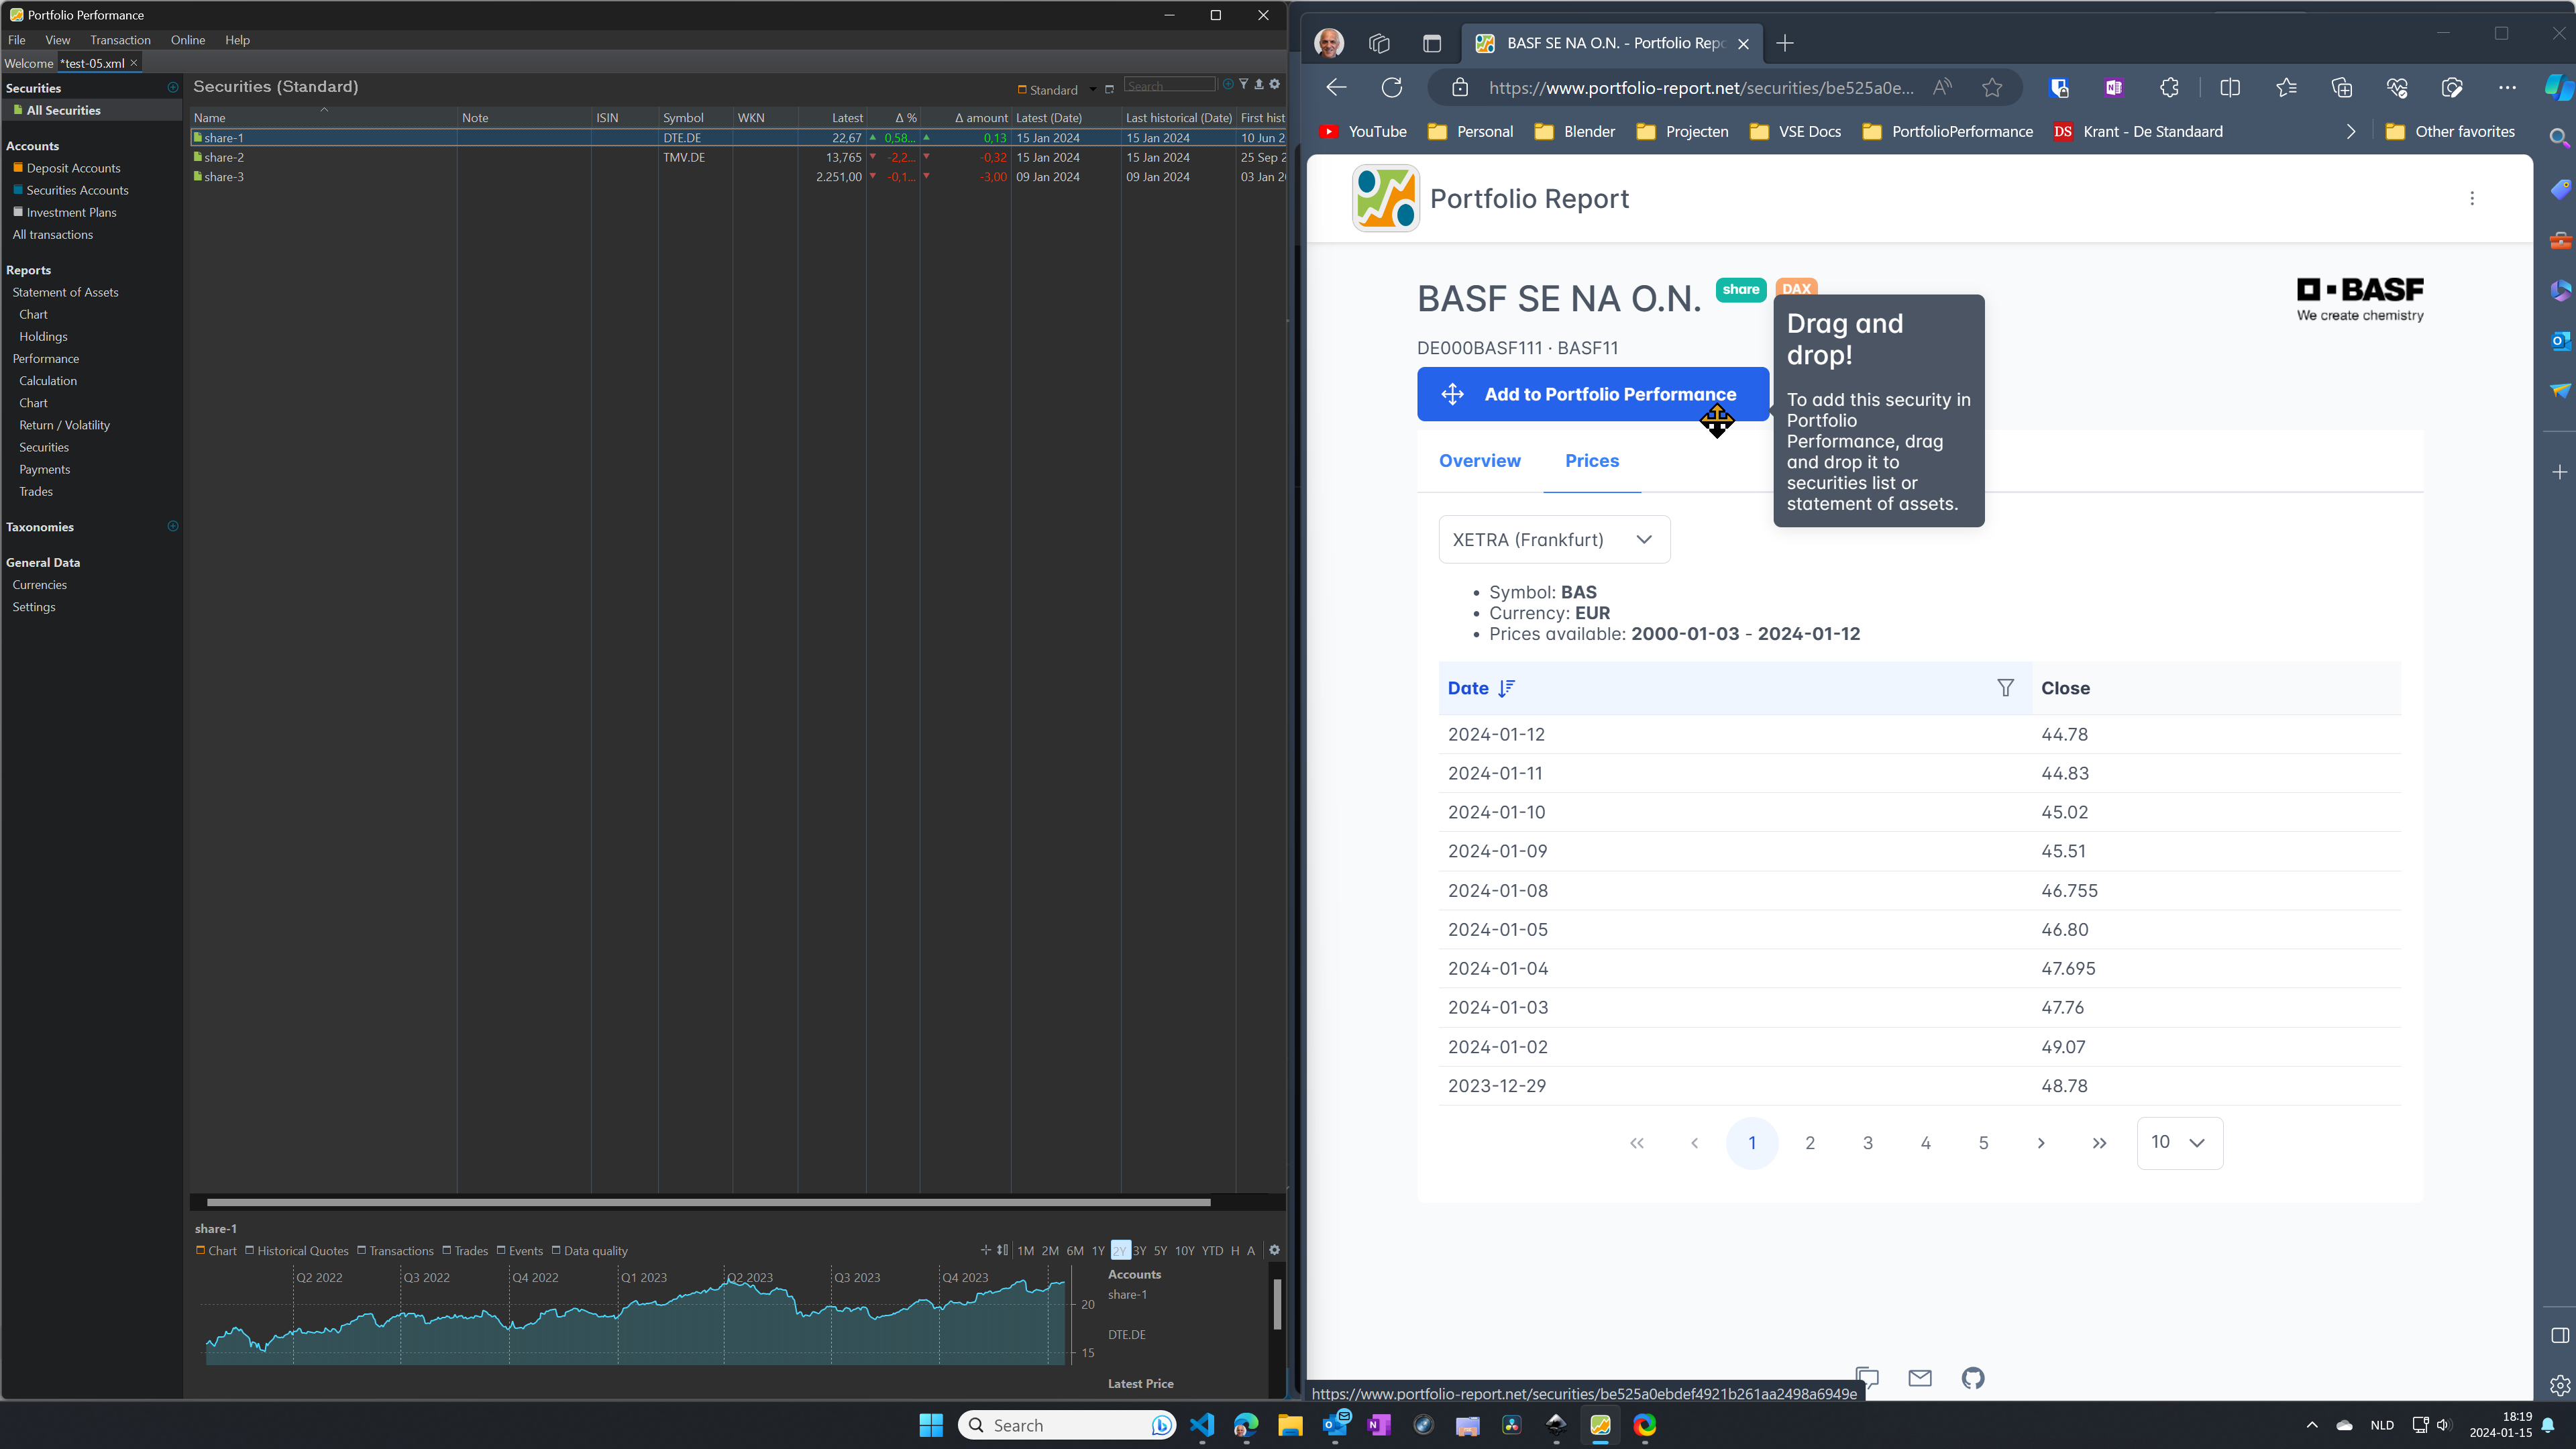 Portfolio Performance
File View Transaction Online Help
Welcome *test-05.xml
Securities
All Securities
Accounts
Deposit Accounts
Securities Accounts
Investment Plans
All transactions
Reports
Statement of Assets
Chart
Holdings
Performance
Calculation
Chart
Return / Volatility
Securities
Payments
Trades
Taxonomies
General Data
Currencies
Settings
Securities (Standard)
Standard Search
Name Note ISIN Symbol WKN Latest Δ % Δ amount Latest (Date) Last historical (Date) First hist
share-1 DTE.DE 22,67 0,58... 0,13 15 Jan 2024 15 Jan 2024 10 Jun 2
share-2 TMV.DE 13,765 -2,2... -0,32 15 Jan 2024 15 Jan 2024 25 Sep 2
share-3 2.251,00 -0,1... -3,00 09 Jan 2024 09 Jan 2024 03 Jan 2
share-1
Chart Historical Quotes Transactions Trades Events Data quality
1M 2M 6M 1Y 2Y 3Y 5Y 10Y YTD H A
Q2 2022 Q3 2022 Q4 2022 Q1 2023 Q2 2023 Q3 2023 Q4 2023
20
15
Accounts
share-1
DTE.DE
Latest Price
BASF SE NA O.N. - Portfolio Rep
https://www.portfolio-report.net/securities/be525a0e...
YouTube Personal Blender Projecten VSE Docs PortfolioPerformance DS Krant - De Standaard Other favorites
Portfolio Report
BASF SE NA O.N. share DAX
BASF
We create chemistry
DE000BASF111 · BASF11
Add to Portfolio Performance
Drag and
drop!
To add this security in
Portfolio
Performance, drag
and drop it to
securities list or
statement of assets.
Overview Prices
XETRA (Frankfurt)
• Symbol: BAS
• Currency: EUR
• Prices available: 2000-01-03 - 2024-01-12
Date Close
2024-01-12 44.78
2024-01-11 44.83
2024-01-10 45.02
2024-01-09 45.51
2024-01-08 46.755
2024-01-05 46.80
2024-01-04 47.695
2024-01-03 47.76
2024-01-02 49.07
2023-12-29 48.78
« ‹ 1 2 3 4 5 › » 10
https://www.portfolio-report.net/securities/be525a0ebdef4921b261aa2498a6949e
Search
NLD
18:19
2024-01-15